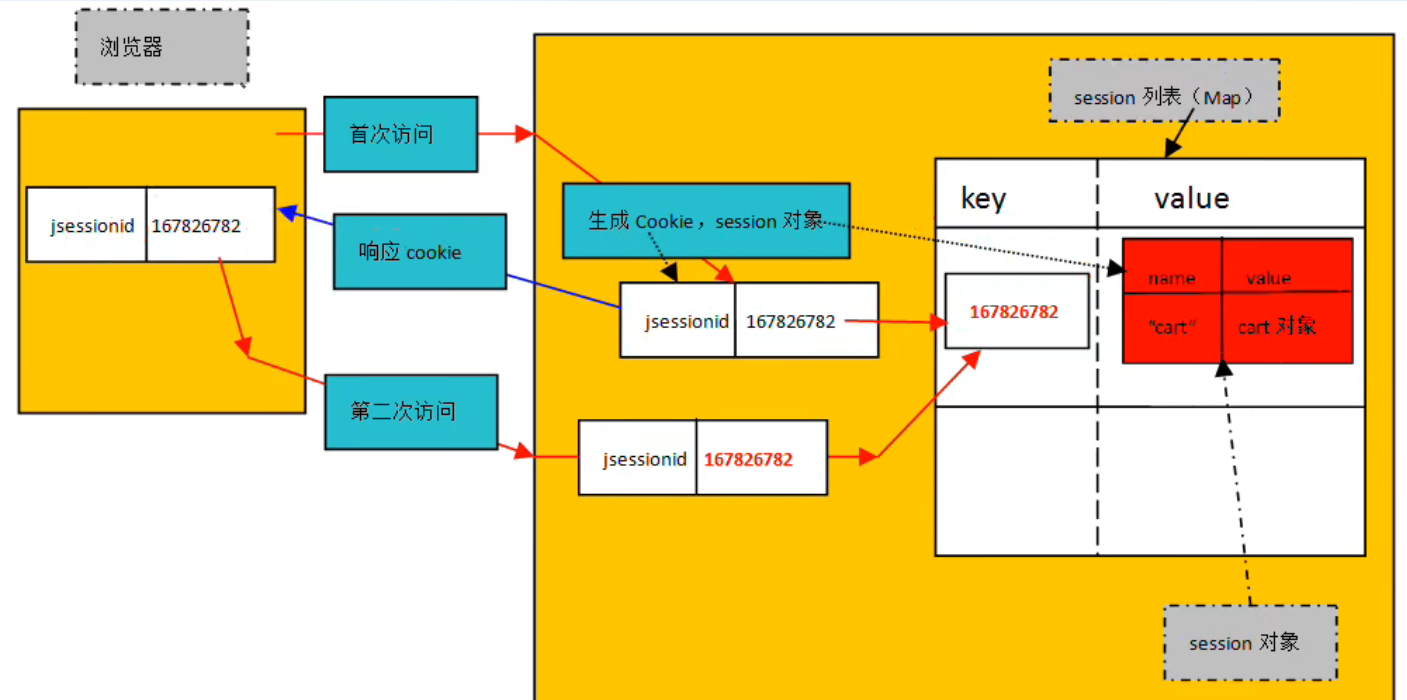 浏览器
session 列表（Map）
首次访问
key
value
jsessionid 167826782
生成 Cookie，session 对象
响应 cookie
name value
167826782
"cart" cart 对象
jsessionid 167826782
第二次访问
jsessionid 167826782
session 对象